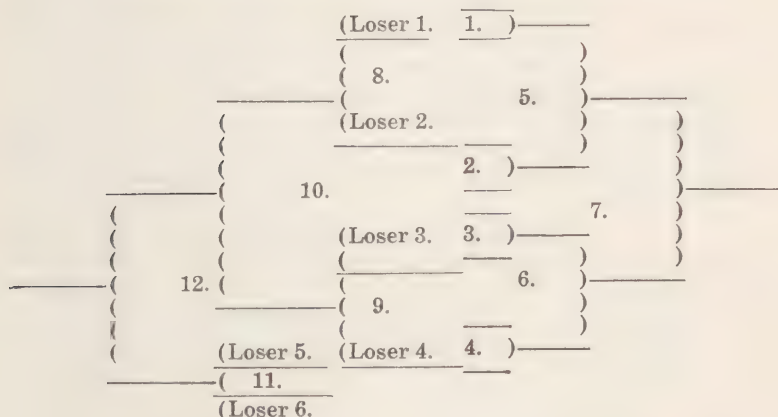 (Loser 1. 1. )
( 8.
5.
(Loser 2.
2. )
10.
7.
(Loser 3. 3. )
6.
12.
9.
(Loser 5. (Loser 4. 4. )
( 11.
(Loser 6.